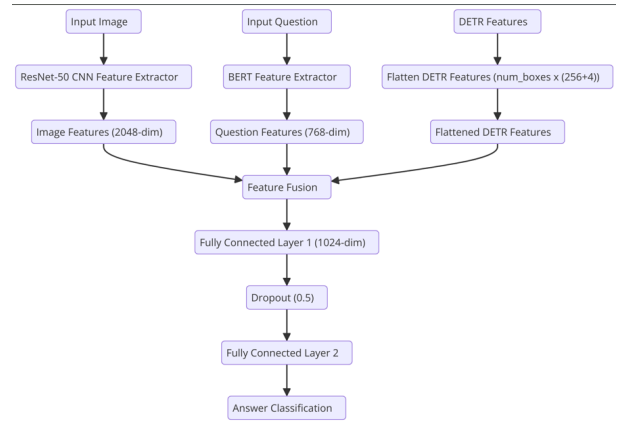 Input Image
Input Question
DETR Features
ResNet-50 CNN Feature Extractor
BERT Feature Extractor
Flatten DETR Features (num_boxes x (256+4))
Image Features (2048-dim)
Question Features (768-dim)
Flattened DETR Features
Feature Fusion
Fully Connected Layer 1 (1024-dim)
Dropout (0.5)
Fully Connected Layer 2
Answer Classification